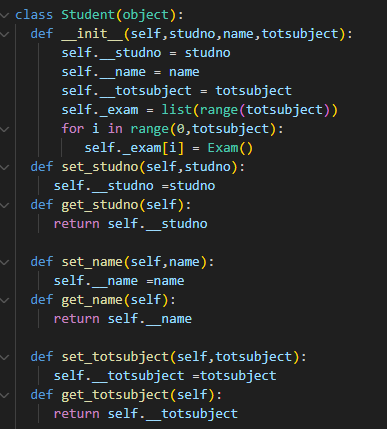 class Student(object):
def __init__(self,studno,name,totsubject):
self.__studno = studno
self.__name = name
self.__totsubject = totsubject
self._exam = list(range(totsubject))
for i in range(0,totsubject):
self._exam[i] = Exam()
def set_studno(self,studno):
self.__studno =studno
def get_studno(self):
return self.__studno
def set_name(self,name):
self.__name =name
def get_name(self):
return self.__name
def set_totsubject(self,totsubject):
self.__totsubject =totsubject
def get_totsubject(self):
return self.__totsubject